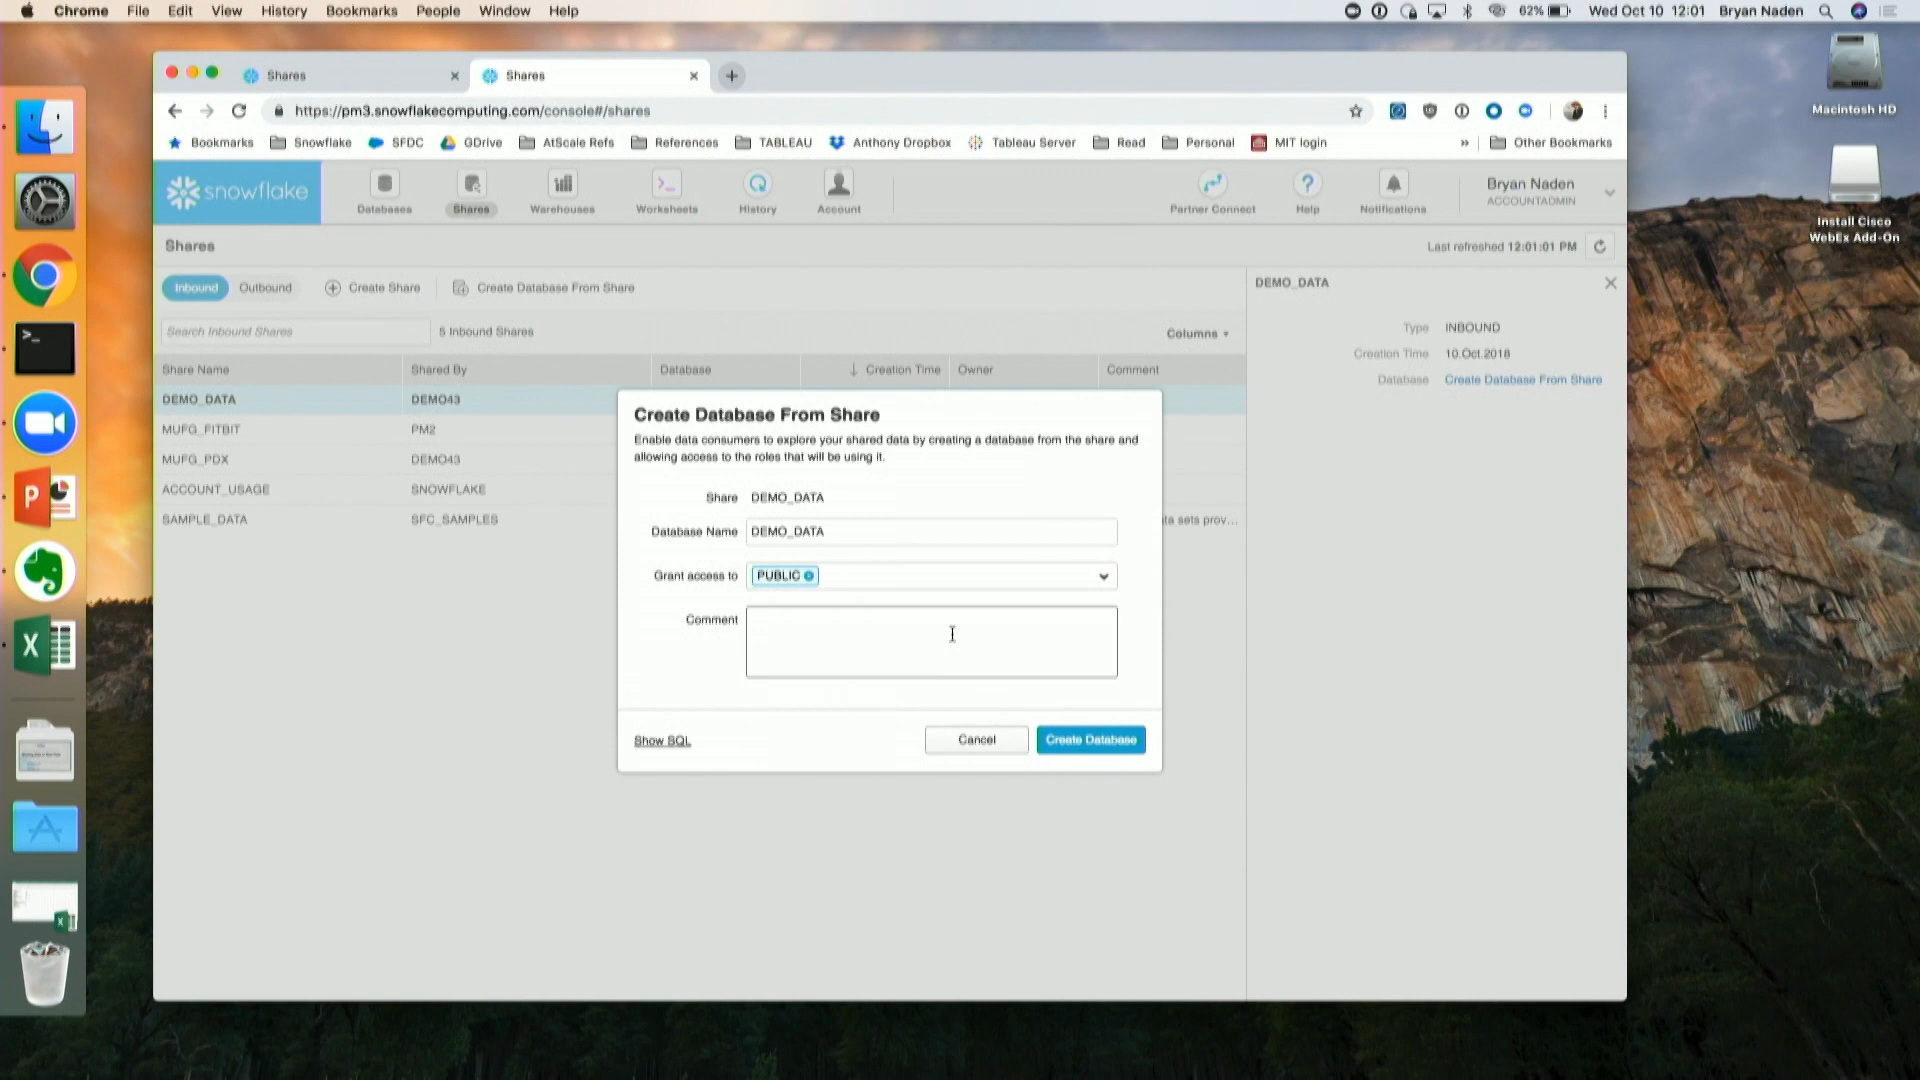 Chrome File Edit View History Bookmarks People Window Help
62% Wed Oct 10 12:01 Bryan Naden
Shares
Shares
https://pm3.snowflakecomputing.com/console#/shares
Bookmarks Snowflake SFDC GDrive AtScale Refs References TABLEAU Anthony Dropbox Tableau Server Read Personal MIT login » Other Bookmarks
snowflake
Databases Shares Warehouses Worksheets History Account Partner Connect Help Notifications
Bryan Naden
ACCOUNTADMIN
Shares
Last refreshed 12:01:01 PM
Inbound Outbound Create Share Create Database From Share
Search Inbound Shares 5 Inbound Shares Columns
Share Name Shared By Database Creation Time Owner Comment
DEMO_DATA DEMO43
MUFG_FITBIT PM2
MUFG_PDX DEMO43
ACCOUNT_USAGE SNOWFLAKE
SAMPLE_DATA SFC_SAMPLES ta sets prov...
DEMO_DATA
Type INBOUND
Creation Time 10.Oct.2018
Database Create Database From Share
Create Database From Share
Enable data consumers to explore your shared data by creating a database from the share and
allowing access to the roles that will be using it.
Share DEMO_DATA
Database Name DEMO_DATA
Grant access to PUBLIC
Comment
Show SQL Cancel Create Database
Macintosh HD
Install Cisco
WebEx Add-On